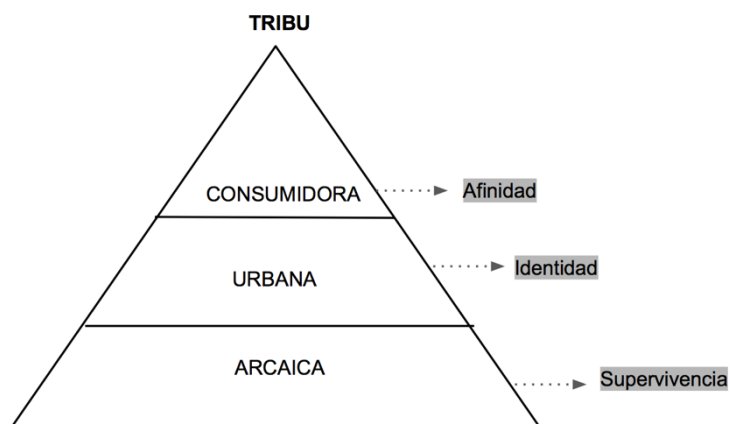 TRIBU
CONSUMIDORA
Afinidad
URBANA
Identidad
ARCAICA
Supervivencia